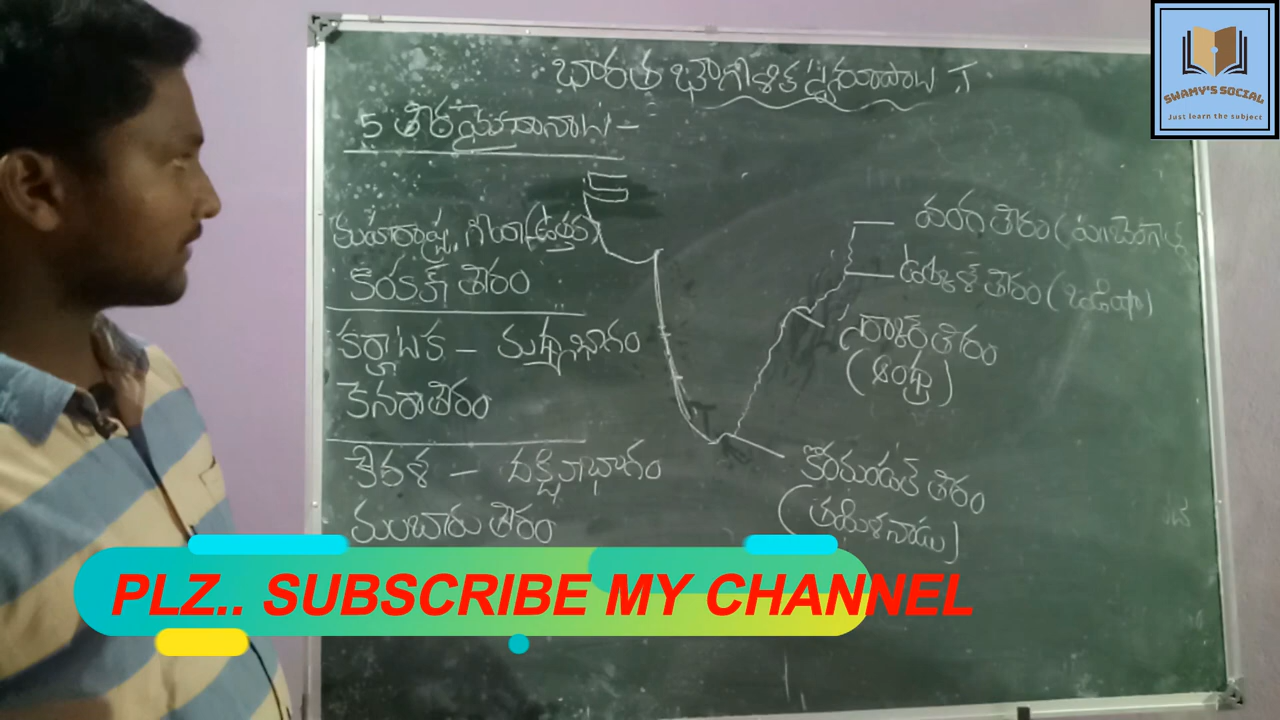 భారత భౌగోళిక స్వరూపాలు
5 తీరమైదానాలు -
మహారాష్ట్ర, గోవా (ఉత్తర)
కొంకణ్ తీరం
కర్ణాటక - మధ్యభాగం
కెనరాతీరం
కేరళ - దక్షిణభాగం
మలబారు తీరం
వంగ తీరం (ప.బెంగాల్
ఉత్కళ్ తీరం (ఒడిషా)
సర్కార్ తీరం
(ఆంధ్ర)
కోరమండల్ తీరం
(తమిళనాడు)
SWAMY'S SOCIAL
Just learn the subject
PLZ.. SUBSCRIBE MY CHANNEL